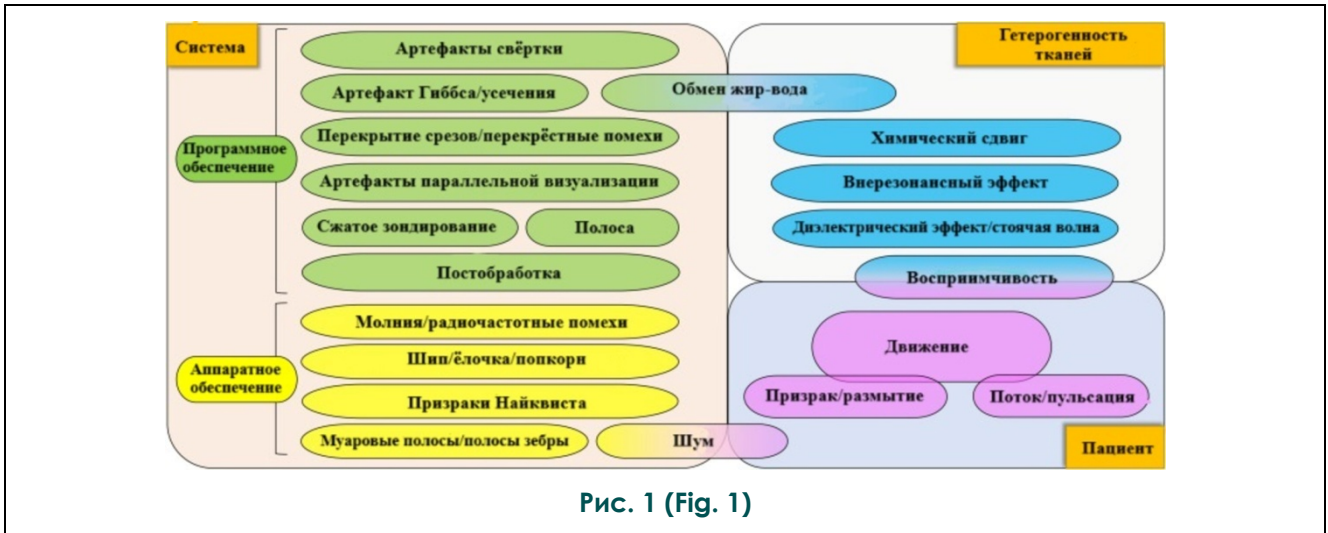 Система
Артефакты свёртки
Гетерогенность
тканей
Артефакт Гиббса/усечения
Обмен жир-вода
Программное
обеспечение
Перекрытие срезов/перекрёстные помехи
Химический сдвиг
Артефакты параллельной визуализации
Внерезонансный эффект
Сжатое зондирование
Полоса
Диэлектрический эффект/стоячая волна
Постобработка
Восприимчивость
Аппаратное
обеспечение
Молния/радиочастотные помехи
Шип/ёлочка/попкорн
Призраки Найквиста
Муаровые полосы/полосы зебры
Шум
Движение
Призрак/размытие
Поток/пульсация
Пациент
Рис. 1 (Fig. 1)